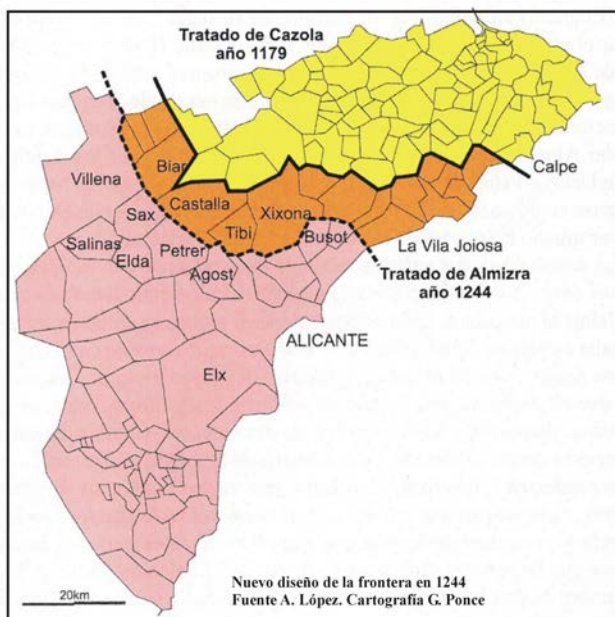 Tratado de Cazola
año 1179
Biar
Calpe
Villena
Castalla
Sax
Xixona
Tibi
Salinas
Petrer
Busot
La Vila Joiosa
Elda
Agost
Tratado de Almizra
año 1244
ALICANTE
Elx
20km
Nuevo diseño de la frontera en 1244
Fuente A. López. Cartografía G. Ponce